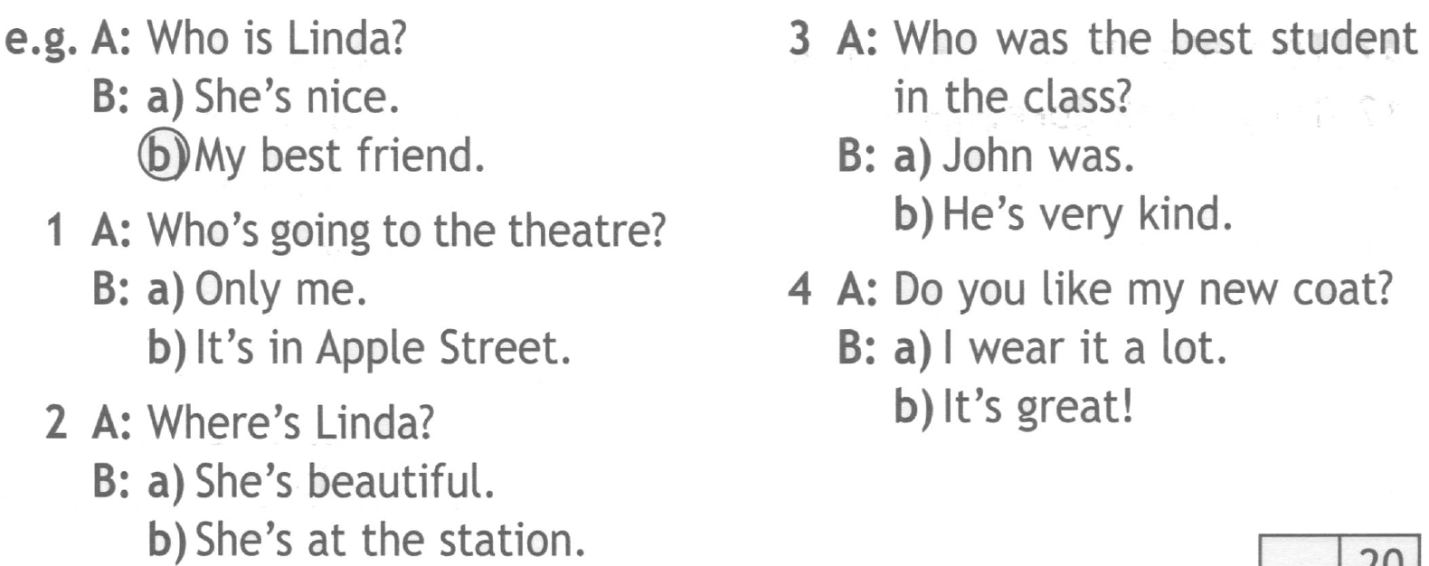 e.g. A: Who is Linda?
B: a) She's nice.
b) My best friend.
1 A: Who's going to the theatre?
B: a) Only me.
b) It's in Apple Street.
2 A: Where's Linda?
B: a) She's beautiful.
b) She's at the station.
3 A: Who was the best student
in the class?
B: a) John was.
b) He's very kind.
4 A: Do you like my new coat?
B: a) I wear it a lot.
b) It's great!
20